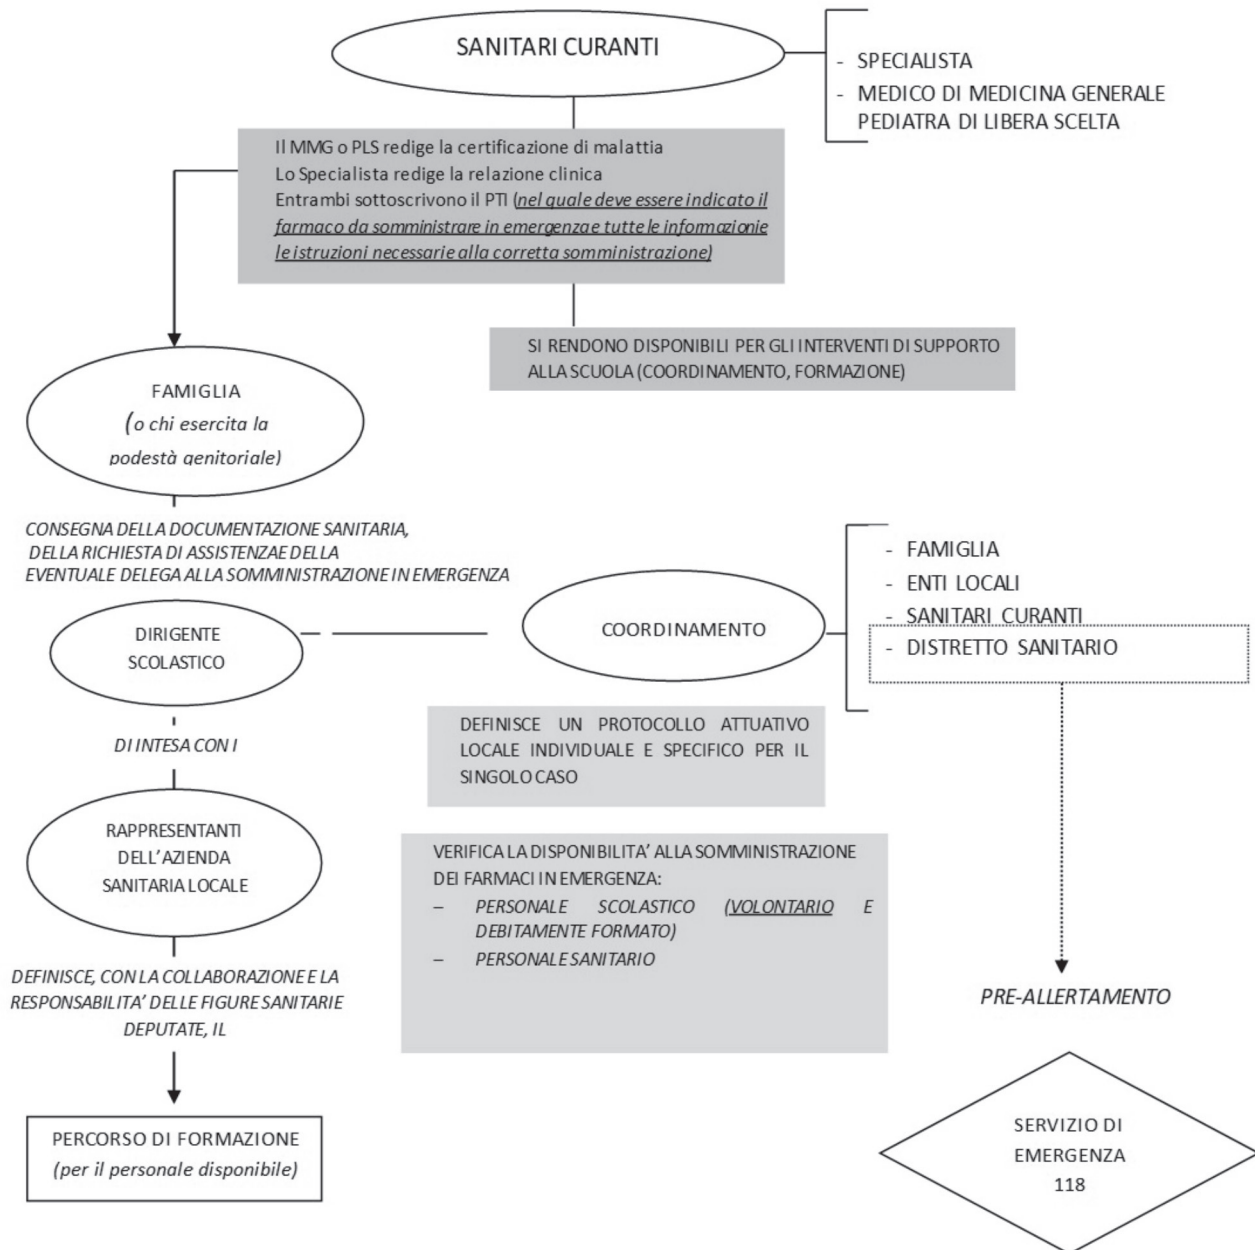 SANITARI CURANTI
- SPECIALISTA
- MEDICO DI MEDICINA GENERALE
PEDIATRA DI LIBERA SCELTA
Il MMG o PLS redige la certificazione di malattia
Lo Specialista redige la relazione clinica
Entrambi sottoscrivono il PTI (nel quale deve essere indicato il
farmaco da somministrare in emergenza e tutte le informazioni e
le istruzioni necessarie alla corretta somministrazione)
SI RENDONO DISPONIBILI PER GLI INTERVENTI DI SUPPORTO
ALLA SCUOLA (COORDINAMENTO, FORMAZIONE)
FAMIGLIA
(o chi esercita la
podestà genitoriale)
CONSEGNA DELLA DOCUMENTAZIONE SANITARIA,
DELLA RICHIESTA DI ASSISTENZA E DELLA
EVENTUALE DELEGA ALLA SOMMINISTRAZIONE IN EMERGENZA
DIRIGENTE
SCOLASTICO
COORDINAMENTO
- FAMIGLIA
- ENTI LOCALI
- SANITARI CURANTI
- DISTRETTO SANITARIO
DI INTESA CON I
DEFINISCE UN PROTOCOLLO ATTUATIVO
LOCALE INDIVIDUALE E SPECIFICO PER IL
SINGOLO CASO
RAPPRESENTANTI
DELL'AZIENDA
SANITARIA LOCALE
VERIFICA LA DISPONIBILITA' ALLA SOMMINISTRAZIONE
DEI FARMACI IN EMERGENZA:
– PERSONALE SCOLASTICO (VOLONTARIO E
DEBITAMENTE FORMATO)
– PERSONALE SANITARIO
DEFINISCE, CON LA COLLABORAZIONE E LA
RESPONSABILITA' DELLE FIGURE SANITARIE
DEPUTATE, IL
PRE-ALLERTAMENTO
PERCORSO DI FORMAZIONE
(per il personale disponibile)
SERVIZIO DI
EMERGENZA
118